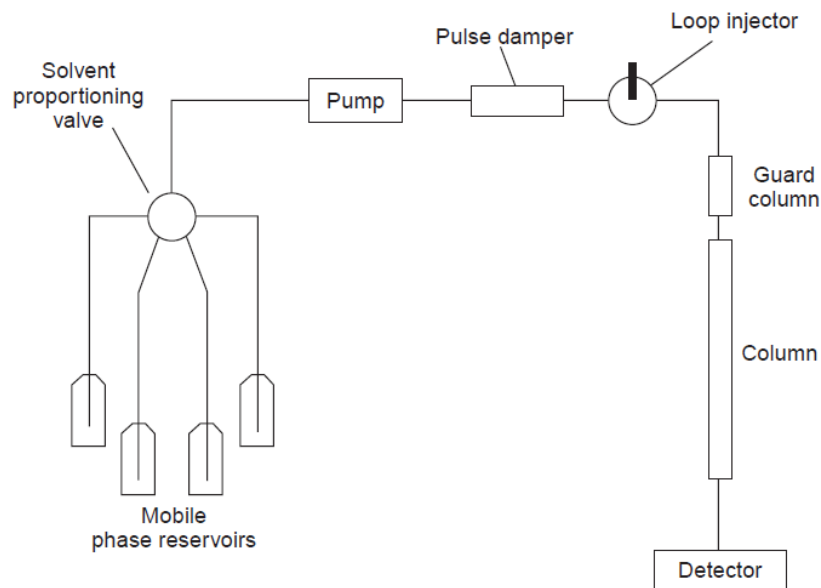 Loop injector
Pulse damper
Solvent
proportioning
valve
Pump
Guard
column
Column
Mobile
phase reservoirs
Detector